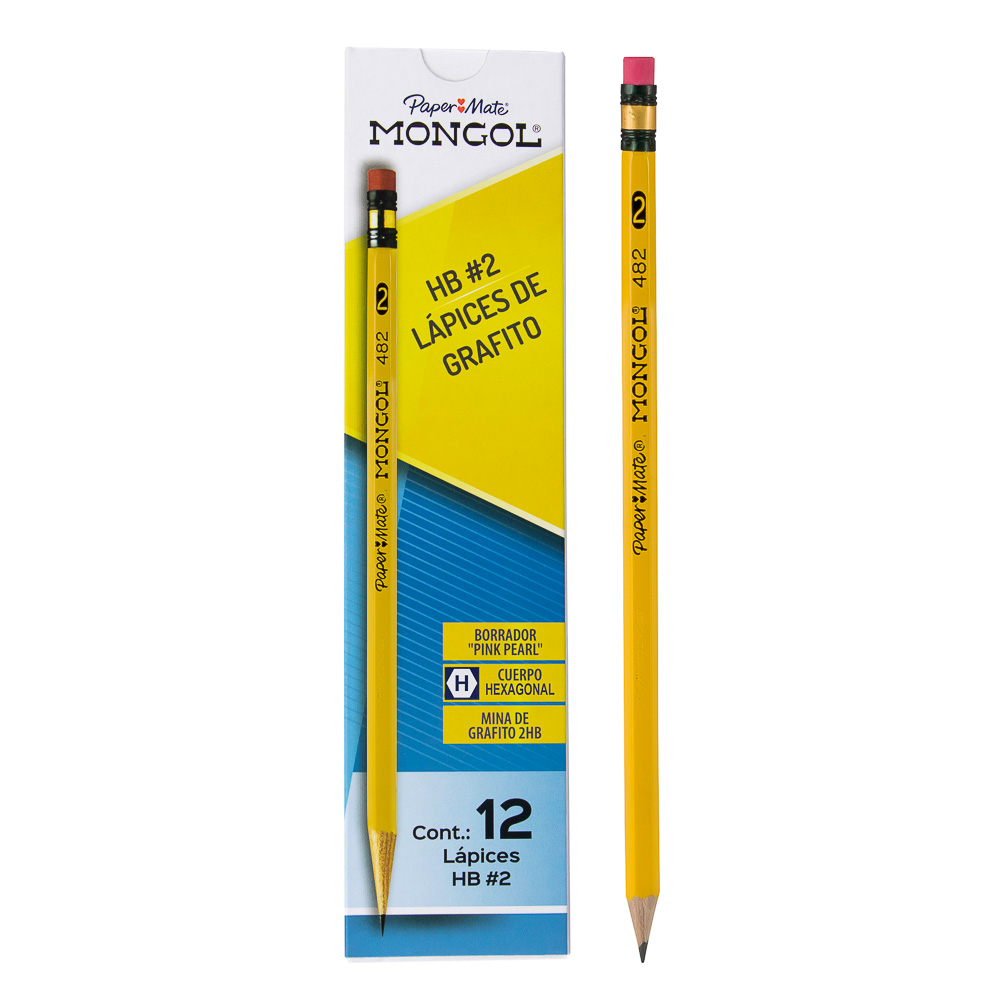 Paper Mate®
MONGOL®
HB #2
LÁPICES DE
GRAFITO
2
482
MONGOL®
Paper Mate®
BORRADOR
"PINK PEARL"
H
CUERPO
HEXAGONAL
MINA DE
GRAFITO 2HB
Cont.: 12
Lápices
HB #2
Paper Mate® MONGOL® 482 2